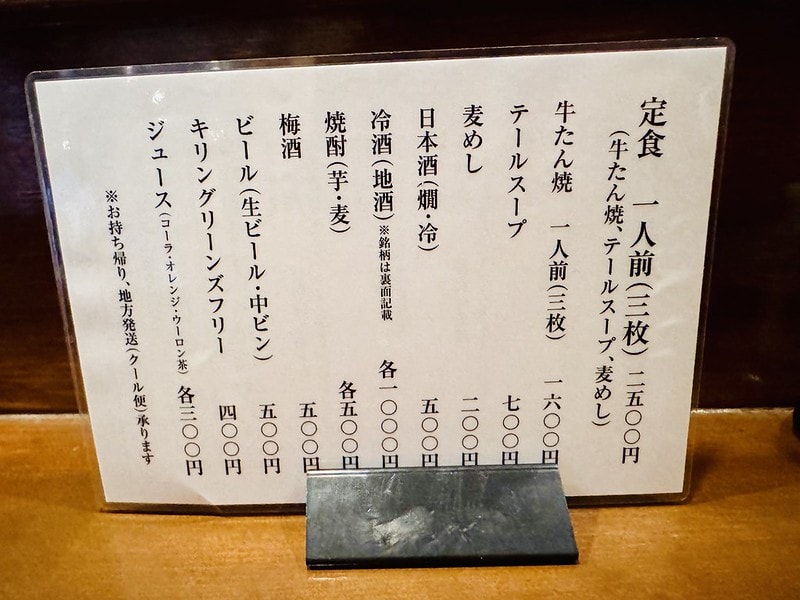 定食　一人前（三枚）二五〇〇円
（牛たん焼、テールスープ、麦めし）
牛たん焼　一人前（三枚）　一六〇〇円
テールスープ　七〇〇円
麦めし　二〇〇円
日本酒（燗・冷）　五〇〇円
冷酒（地酒）※銘柄は裏面記載　各一〇〇〇円
焼酎（芋・麦）　各五〇〇円
梅酒　五〇〇円
ビール（生ビール・中ビン）　五〇〇円
キリングリーンズフリー　四〇〇円
ジュース（コーラ・オレンジ・ウーロン茶）　各三〇〇円
※お持ち帰り、地方発送（クール便）承ります